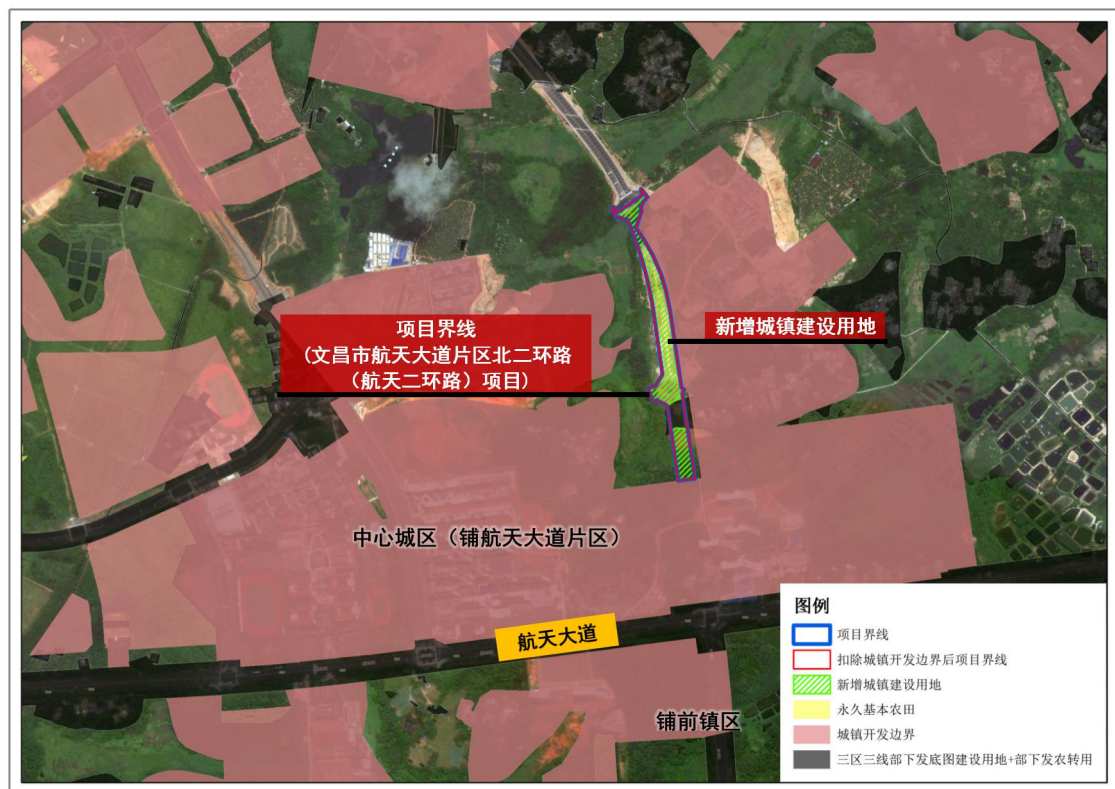 项目界线
(文昌市航天大道片区北二环路
（航天二环路）项目)
新增城镇建设用地
中心城区（铺航天大道片区）
航天大道
铺前镇区
图例
项目界线
扣除城镇开发边界后项目界线
新增城镇建设用地
永久基本农田
城镇开发边界
三区三线部下发底图建设用地+部下发农转用